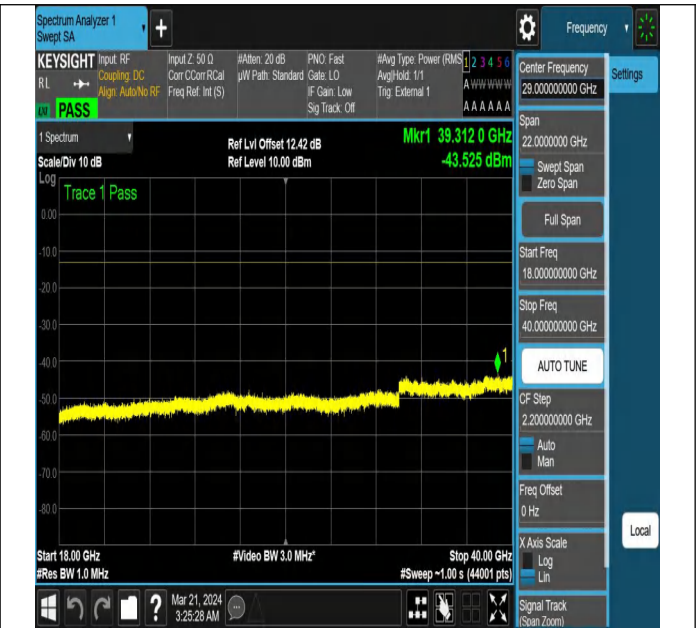 Spectrum Analyzer 1
Swept SA
Frequency
KEYSIGHT
Input: RF
Coupling: DC
Align: Auto/No RF
Input Z: 50 Ω
Corr CCorr RCal
Freq Ref: Int (S)
#Atten: 20 dB
µW Path: Standard
PNO: Fast
Gate: LO
IF Gain: Low
Sig Track: Off
#Avg Type: Power (RMS)
Avg|Hold: 1/1
Trig: External 1
1 2 3 4 5 6
A W W W W W
A A A A A A
RL
PASS
1 Spectrum
Scale/Div 10 dB
Ref Lvl Offset 12.42 dB
Ref Level 10.00 dBm
Mkr1 39.312 0 GHz
-43.525 dBm
Log
Trace 1 Pass
0.00
-10.0
-20.0
-30.0
-40.0
-50.0
-60.0
-70.0
-80.0
1
Start 18.00 GHz
#Res BW 1.0 MHz
#Video BW 3.0 MHz*
Stop 40.00 GHz
#Sweep ~1.00 s (44001 pts)
Mar 21, 2024
3:25:28 AM
Center Frequency
29.000000000 GHz
Settings
Span
22.0000000 GHz
Swept Span
Zero Span
Full Span
Start Freq
18.000000000 GHz
Stop Freq
40.000000000 GHz
AUTO TUNE
CF Step
2.200000000 GHz
Auto
Man
Freq Offset
0 Hz
X Axis Scale
Log
Lin
Local
Signal Track
(Span Zoom)